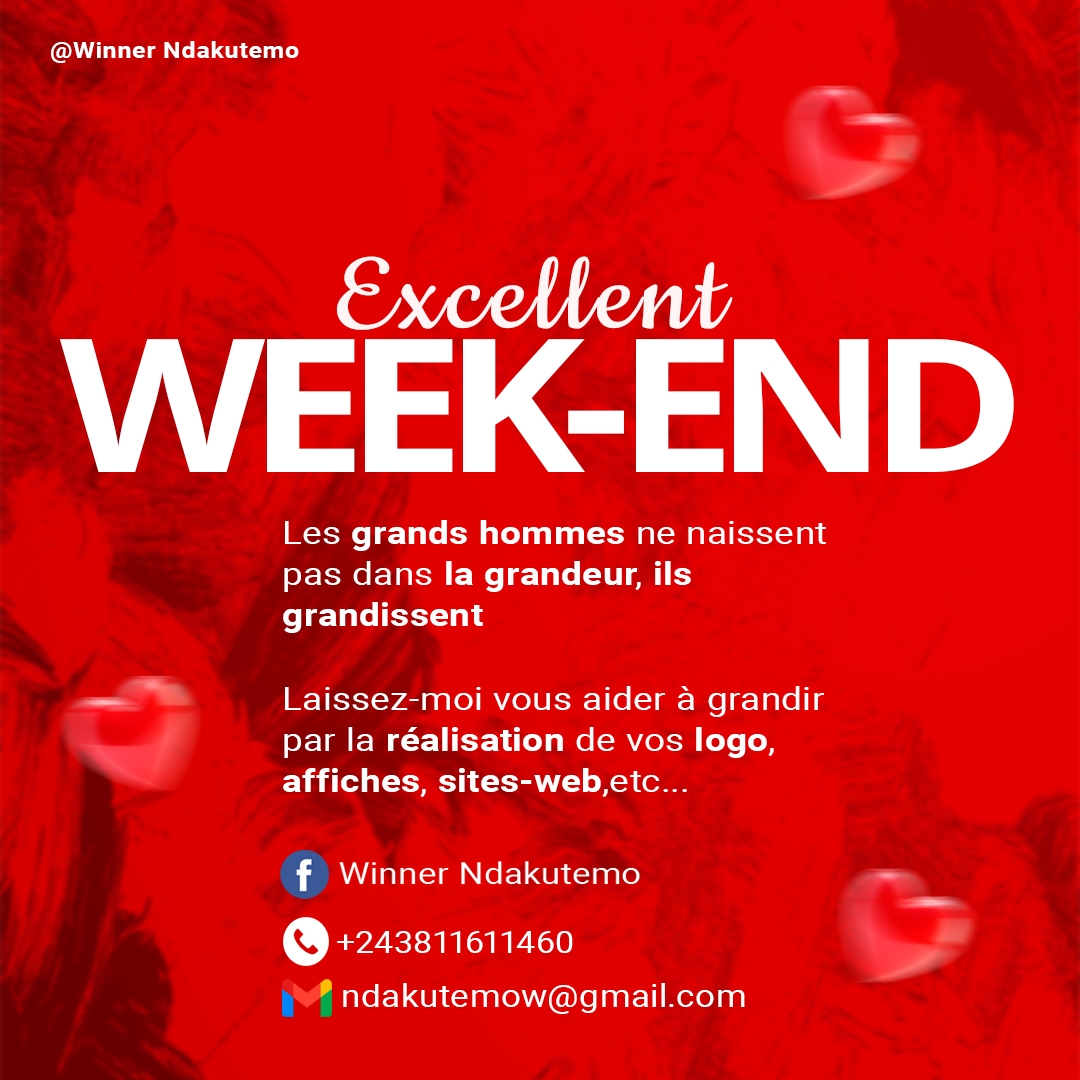 @Winner Ndakutemo
Excellent
WEEK-END
Les grands hommes ne naissent
pas dans la grandeur, ils
grandissent
Laissez-moi vous aider à grandir
par la réalisation de vos logo,
affiches, sites-web,etc...
Winner Ndakutemo
+243811611460
ndakutemow@gmail.com